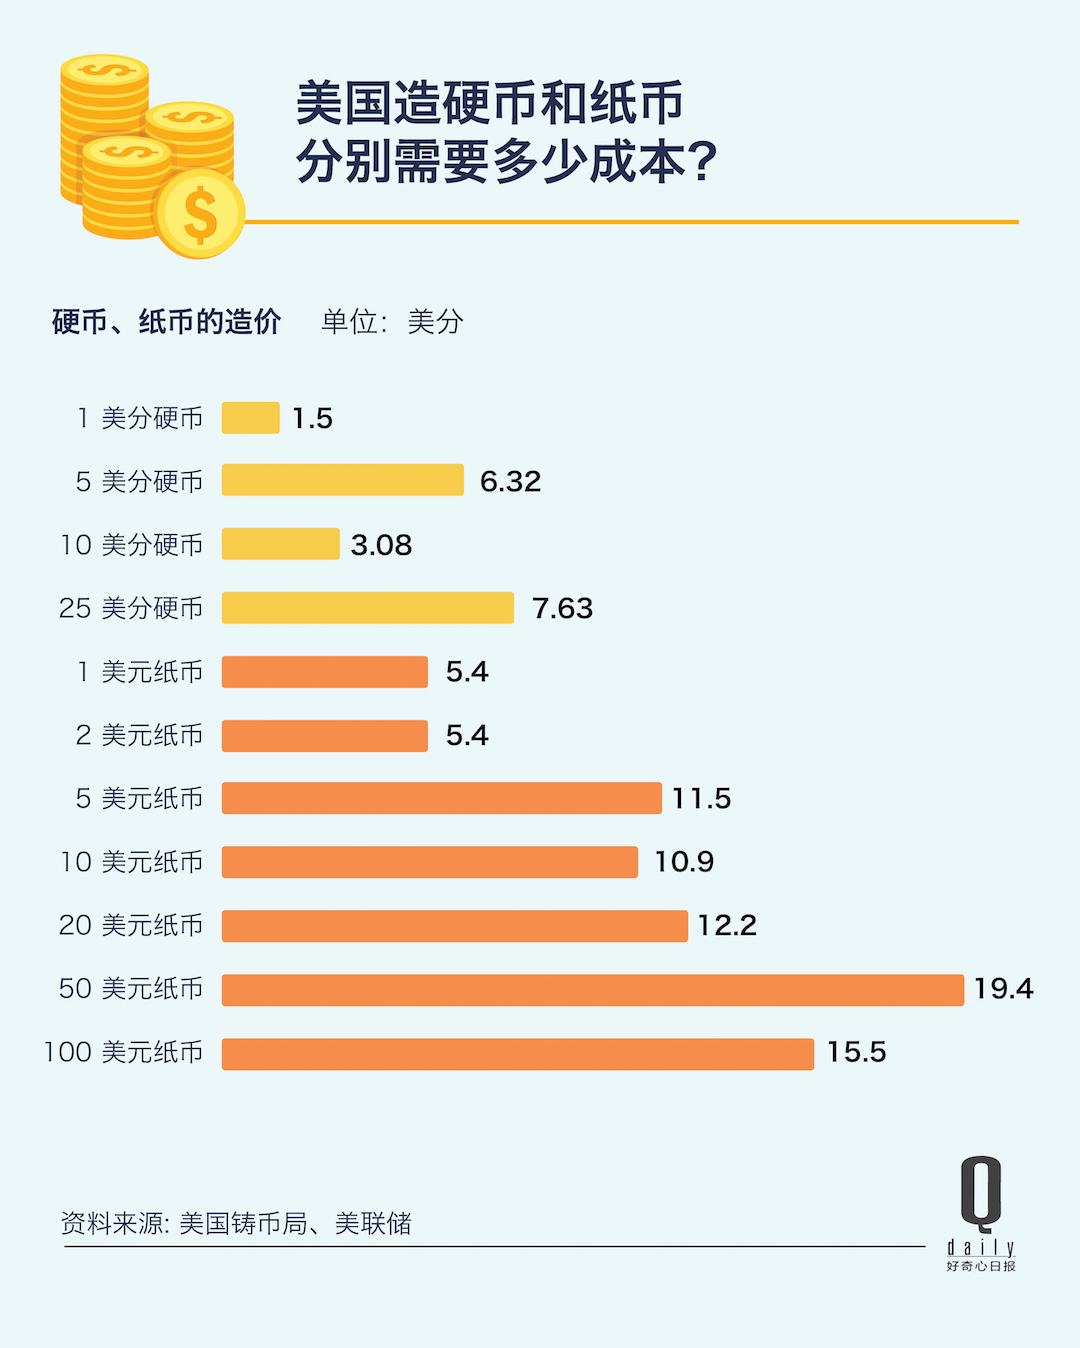 美国造硬币和纸币
分别需要多少成本?
硬币、纸币的造价 单位：美分
1 美分硬币 1.5
5 美分硬币 6.32
10 美分硬币 3.08
25 美分硬币 7.63
1 美元纸币 5.4
2 美元纸币 5.4
5 美元纸币 11.5
10 美元纸币 10.9
20 美元纸币 12.2
50 美元纸币 19.4
100 美元纸币 15.5
资料来源: 美国铸币局、美联储
Q
daily
好奇心日报